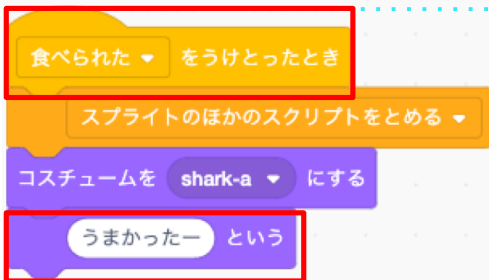 食べられた をうけとったとき
スプライトのほかのスクリプトをとめる
コスチュームを shark-a にする
うまかったー という